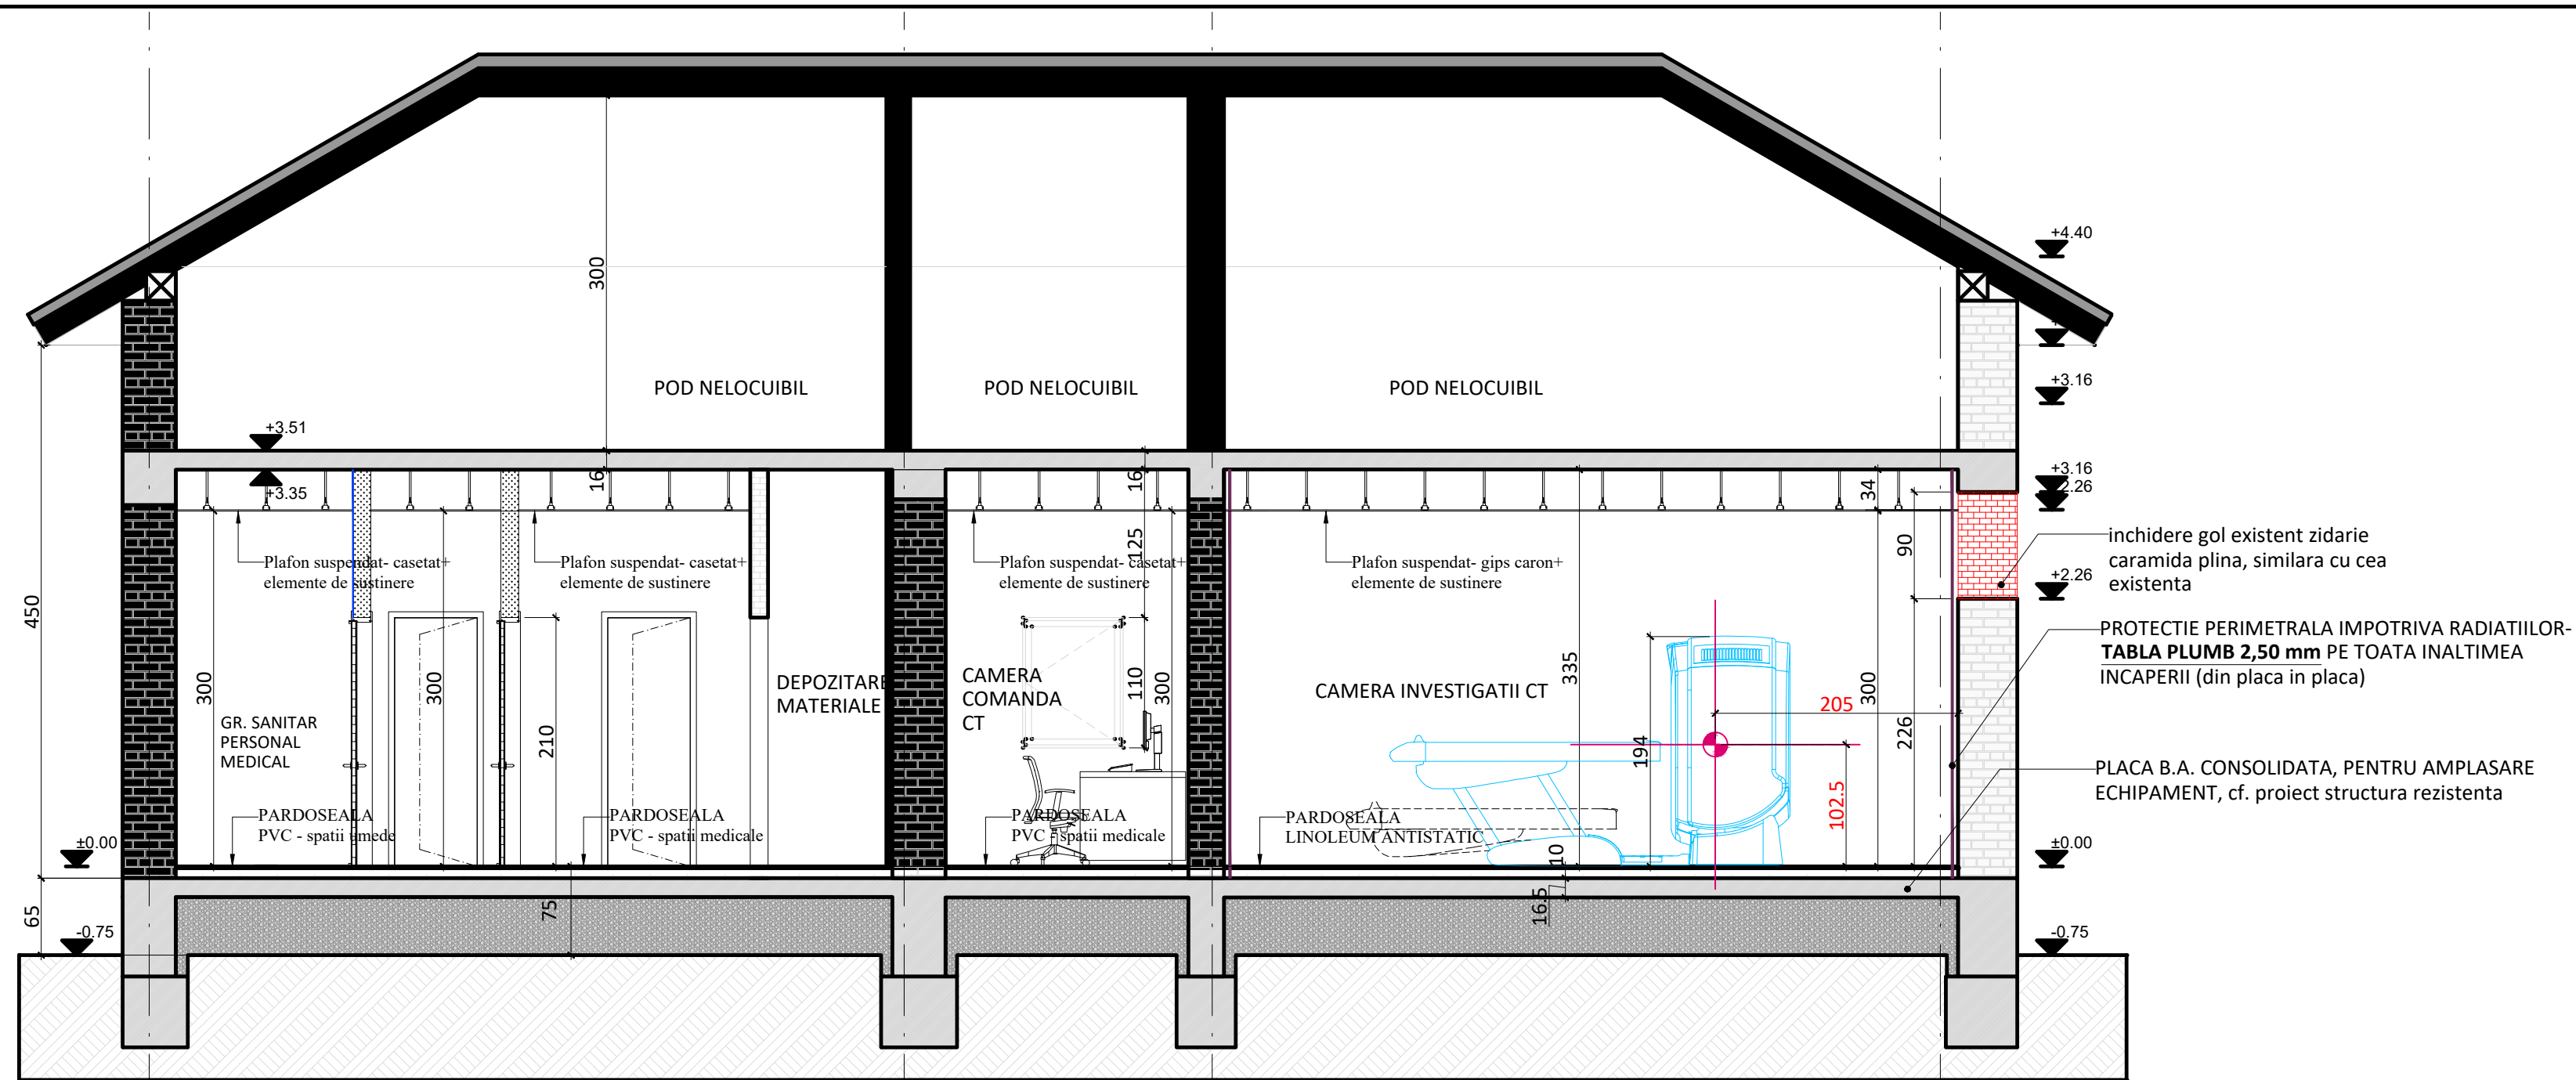 +4.40
300
+
POD NELOCUIBIL
POD NELOCUIBIL
POD NELOCUIBIL
+3.16
+3.51
+3.35
16
16
34
+3.16
2.26
Plafon suspendat- casetat+
elemente de sustinere
Plafon suspendat- casetat+
elemente de sustinere
Plafon suspendat- casetat+
elemente de sustinere
Plafon suspendat- gips caron+
elemente de sustinere
125
90
inchidere gol existent zidarie
caramida plina, similara cu cea
existenta
+2.26
450
300
300
210
110
300
335
194
300
226
205
102.5
GR. SANITAR
PERSONAL
MEDICAL
DEPOZITARE
MATERIALE
CAMERA
COMANDA
CT
CAMERA INVESTIGATII CT
PROTECTIE PERIMETRALA IMPOTRIVA RADIATIILOR-
TABLA PLUMB 2,50 mm PE TOATA INALTIMEA
INCAPERII (din placa in placa)
PLACA B.A. CONSOLIDATA, PENTRU AMPLASARE
ECHIPAMENT, cf. proiect structura rezistenta
PARDOSEALA
PVC - spatii umede
PARDOSEALA
PVC - spatii medicale
PARDOSEALA
PVC - spatii medicale
PARDOSEALA
LINOLEUM ANTISTATIC
±0.00
±0.00
10
16.5
65
75
-0.75
-0.75